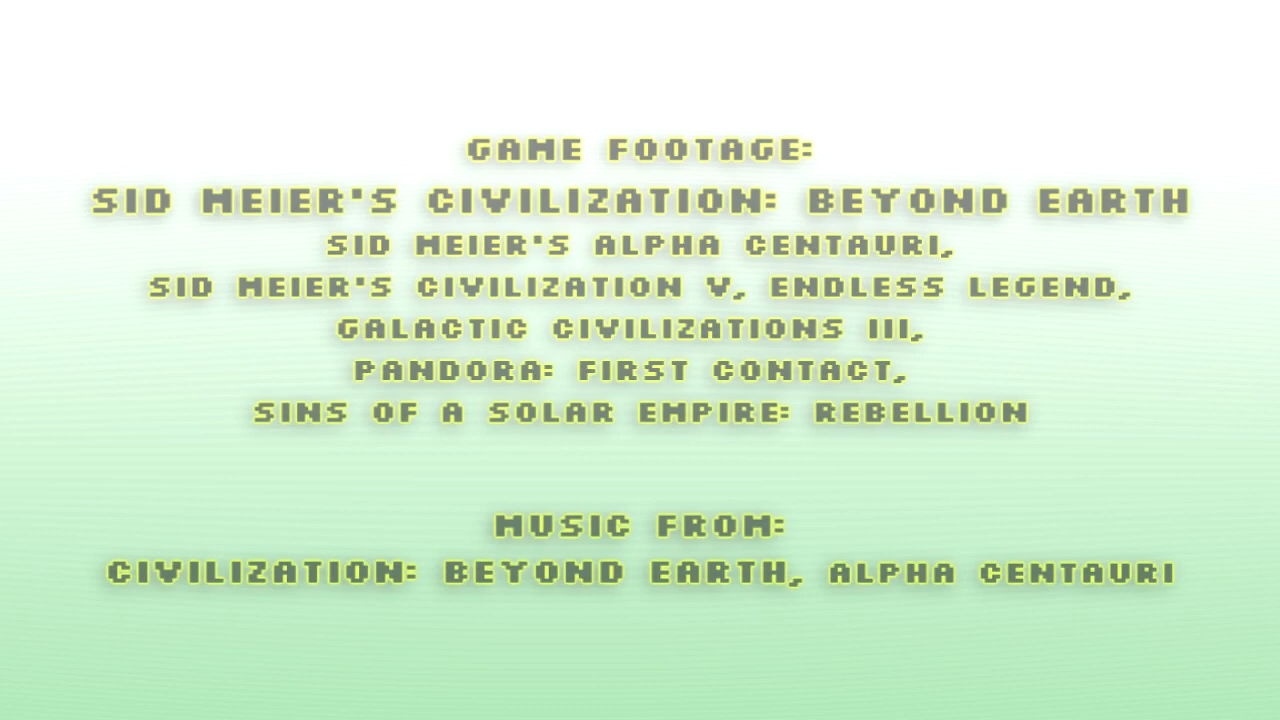 GAME FOOTAGE:
SID MEIER'S CIVILIZATION: BEYOND EARTH
SID MEIER'S ALPHA CENTAURI,
SID MEIER'S CIVILIZATION V, ENDLESS LEGEND,
GALACTIC CIVILIZATIONS III,
PANDORA: FIRST CONTACT,
SINS OF A SOLAR EMPIRE: REBELLION
MUSIC FROM:
CIVILIZATION: BEYOND EARTH, ALPHA CENTAURI